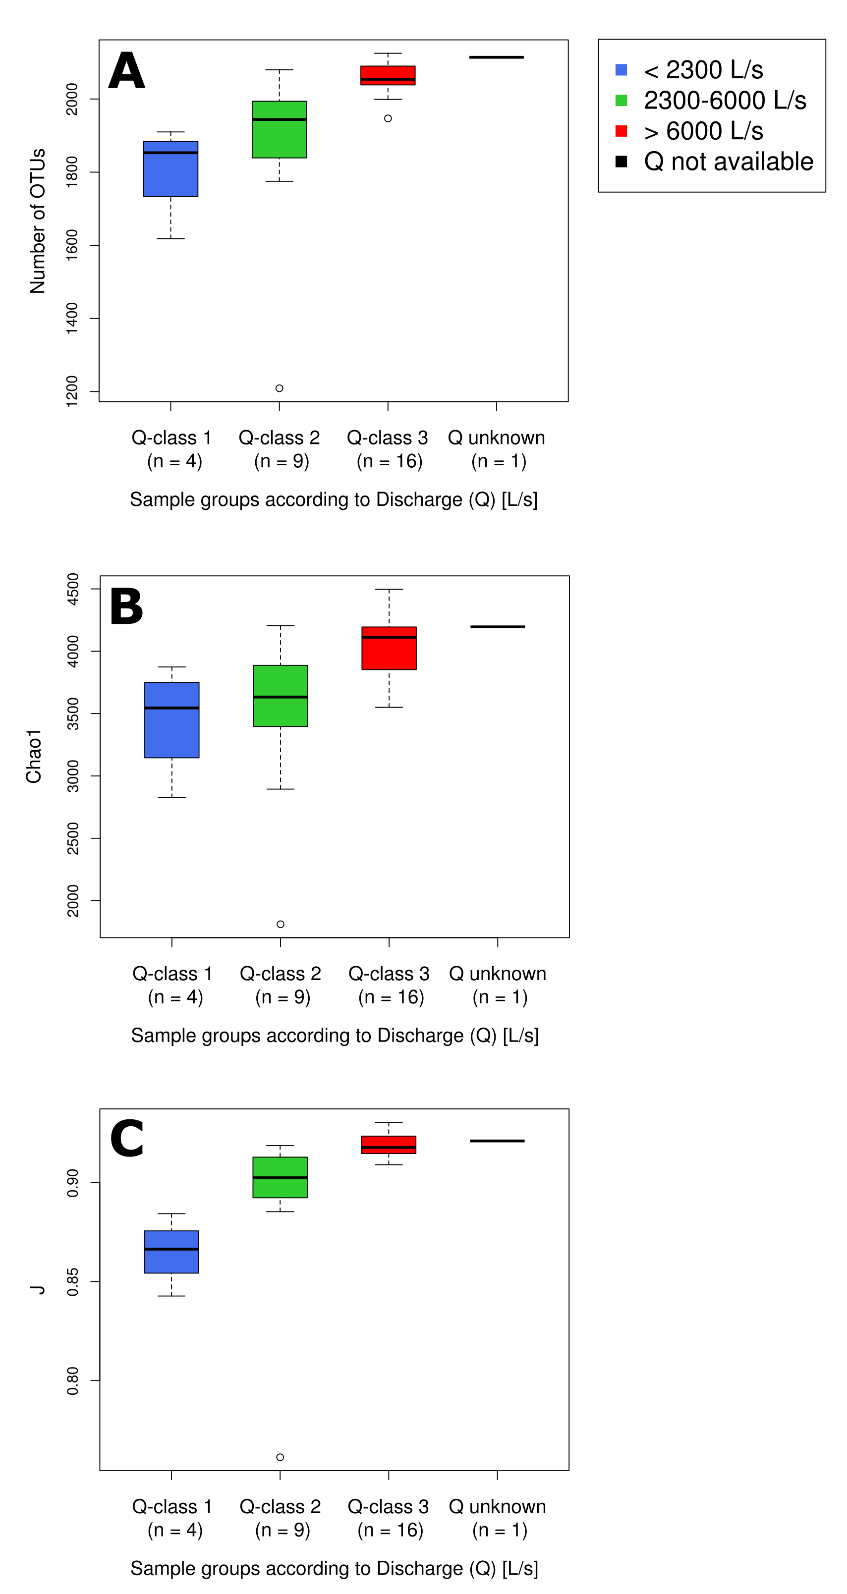 A
Number of OTUs
2000
1800
1600
1400
1200
Q-class 1 Q-class 2 Q-class 3 Q unknown
(n = 4) (n = 9) (n = 16) (n = 1)
Sample groups according to Discharge (Q) [L/s]
< 2300 L/s
2300-6000 L/s
> 6000 L/s
Q not available
B
Chao1
4500
4000
3500
3000
2500
2000
Q-class 1 Q-class 2 Q-class 3 Q unknown
(n = 4) (n = 9) (n = 16) (n = 1)
Sample groups according to Discharge (Q) [L/s]
C
J
0.90
0.85
0.80
Q-class 1 Q-class 2 Q-class 3 Q unknown
(n = 4) (n = 9) (n = 16) (n = 1)
Sample groups according to Discharge (Q) [L/s]